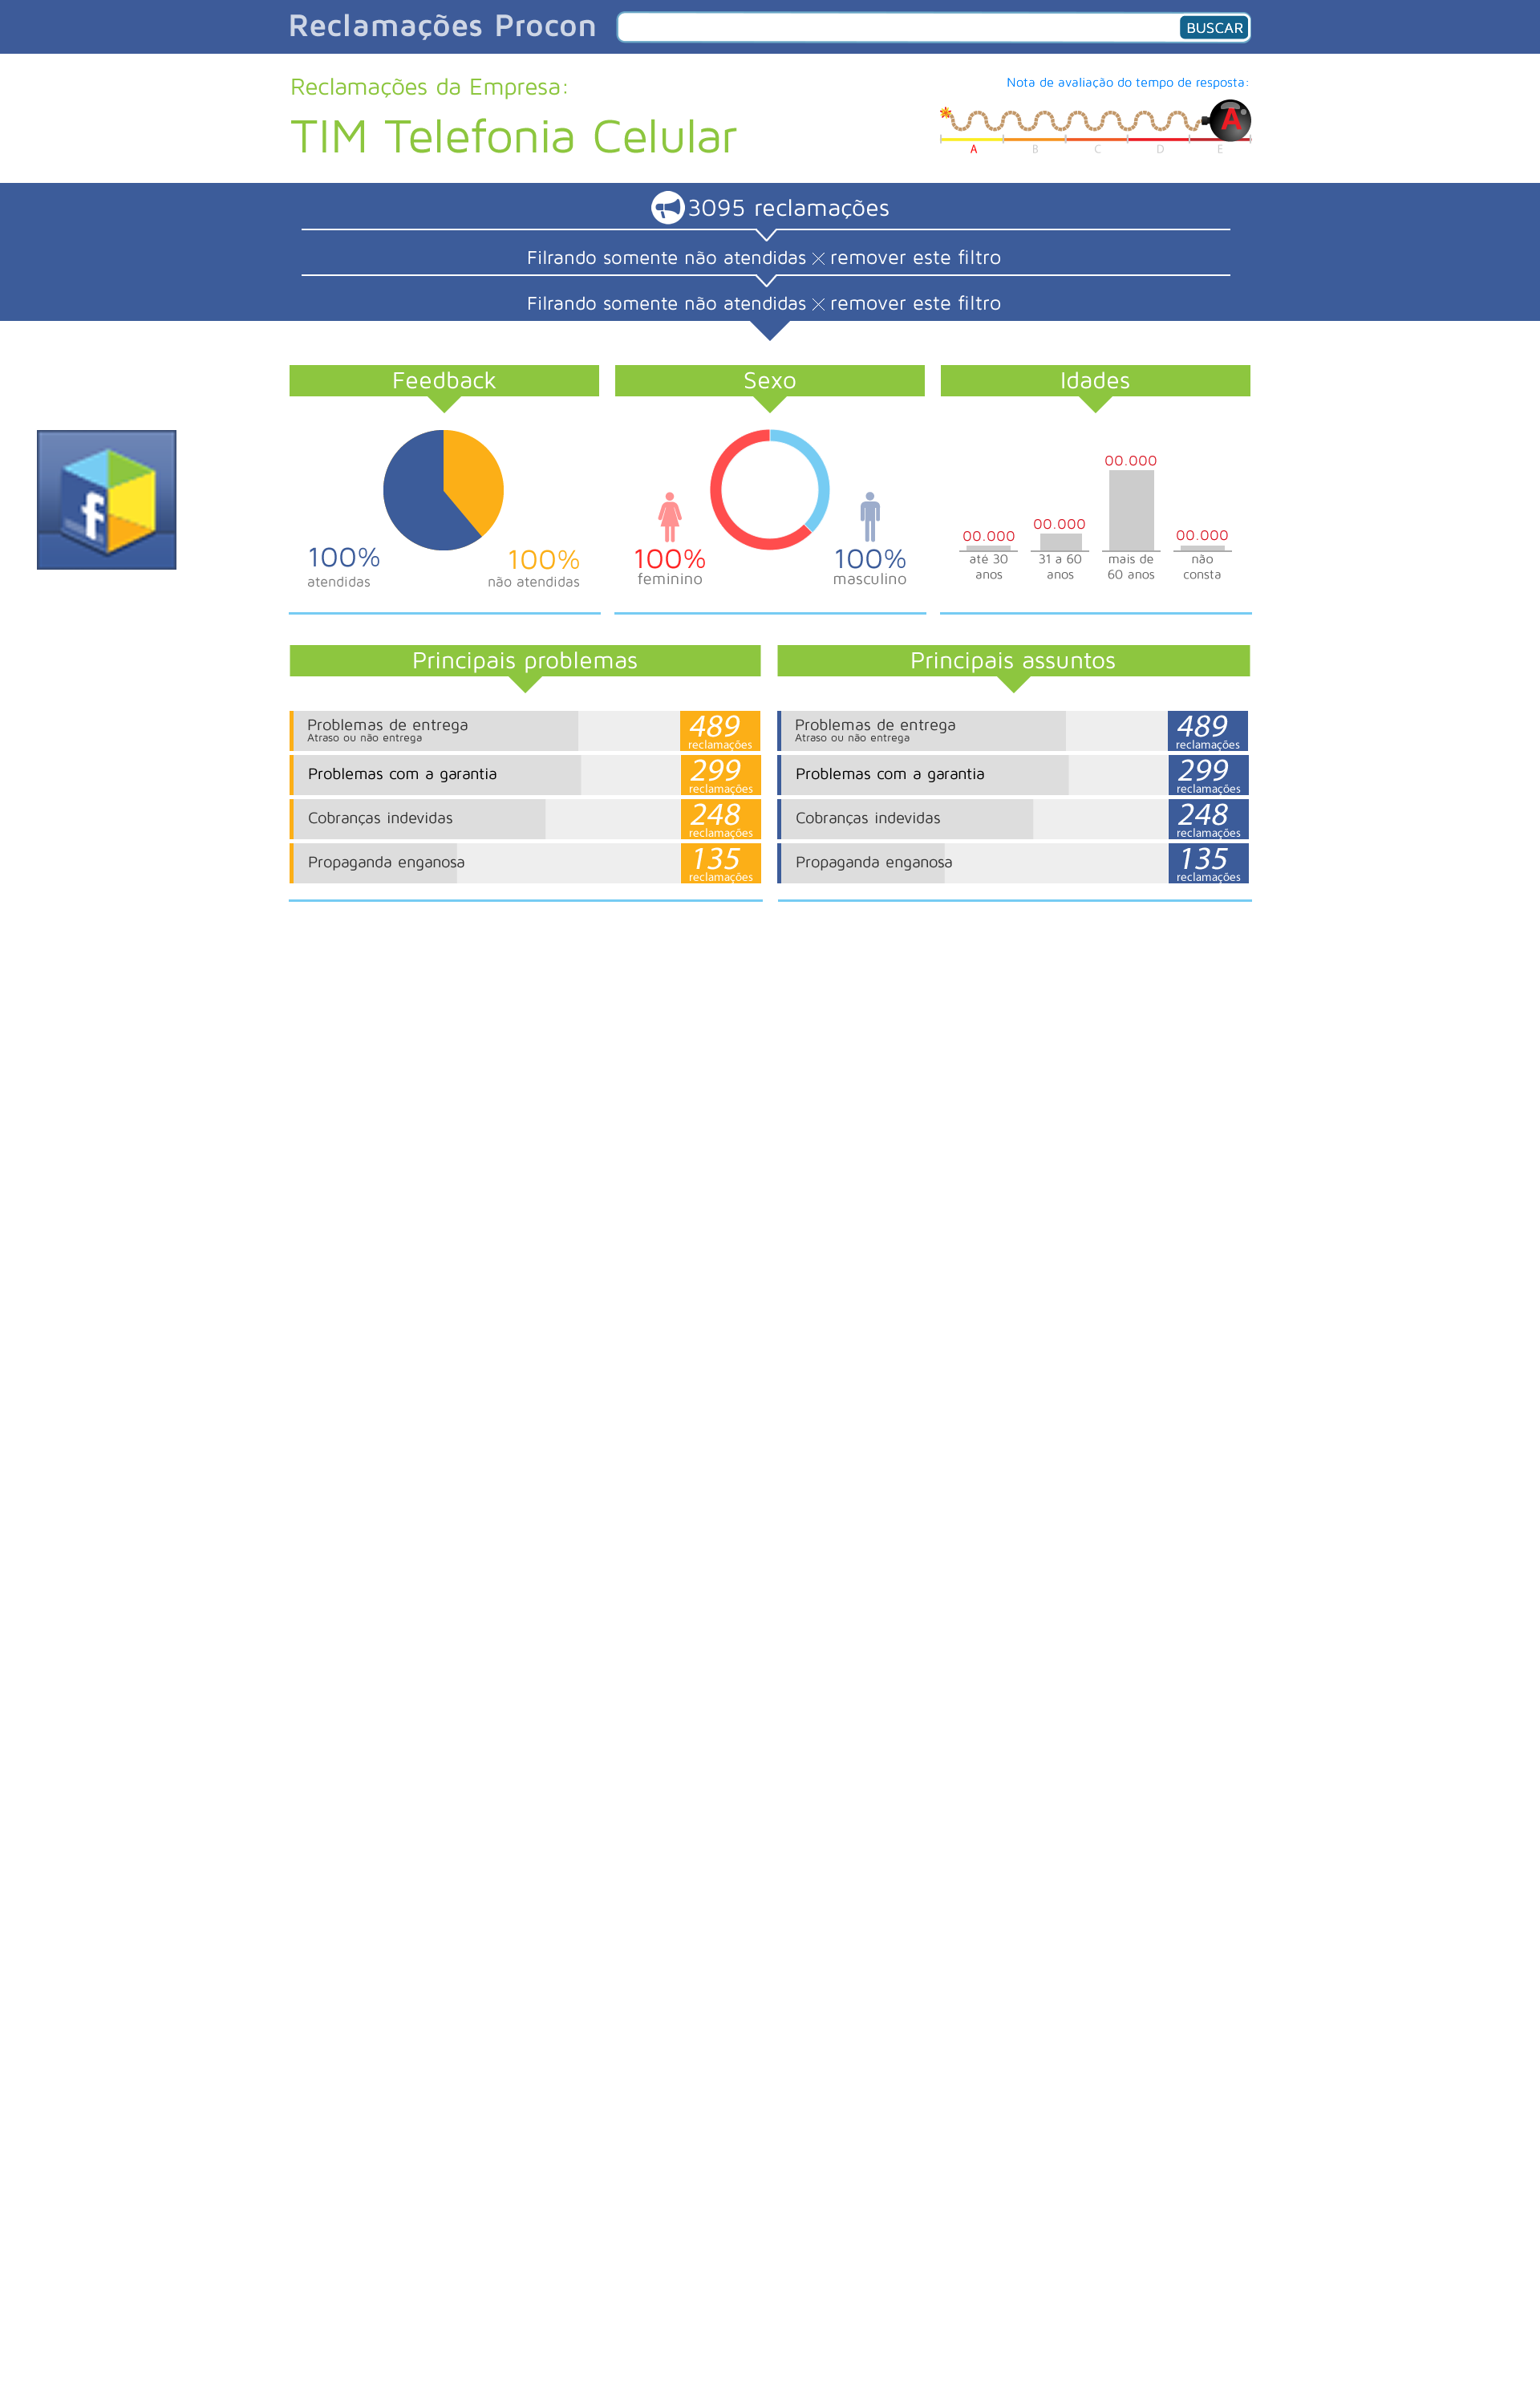 Reclamações Procon
BUSCAR
Reclamações da Empresa:
TIM Telefonia Celular
Nota de avaliação do tempo de resposta:
A
A B C D E
3095 reclamações
Filrando somente não atendidas × remover este filtro
Filrando somente não atendidas × remover este filtro
Feedback
100%
atendidas
100%
não atendidas
Sexo
100%
feminino
100%
masculino
Idades
00.000
até 30
anos
00.000
31 a 60
anos
00.000
mais de
60 anos
00.000
não
consta
f
Principais problemas
Problemas de entrega
Atraso ou não entrega
489
reclamações
Problemas com a garantia
299
reclamações
Cobranças indevidas
248
reclamações
Propaganda enganosa
135
reclamações
Principais assuntos
Problemas de entrega
Atraso ou não entrega
489
reclamações
Problemas com a garantia
299
reclamações
Cobranças indevidas
248
reclamações
Propaganda enganosa
135
reclamações